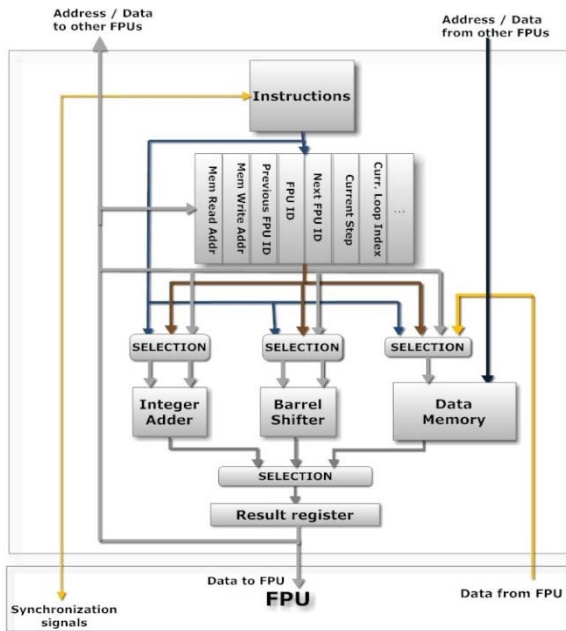 Address / Data
to other FPUs
Address / Data
from other FPUs
Instructions
Mem Read Addr
Mem Write Addr
Previous FPU ID
FPU ID
Next FPU ID
Current Step
Curr. Loop Index
...
SELECTION
SELECTION
SELECTION
Integer
Adder
Barrel
Shifter
Data
Memory
SELECTION
Result register
Data to FPU
FPU
Data from FPU
Synchronization
signals